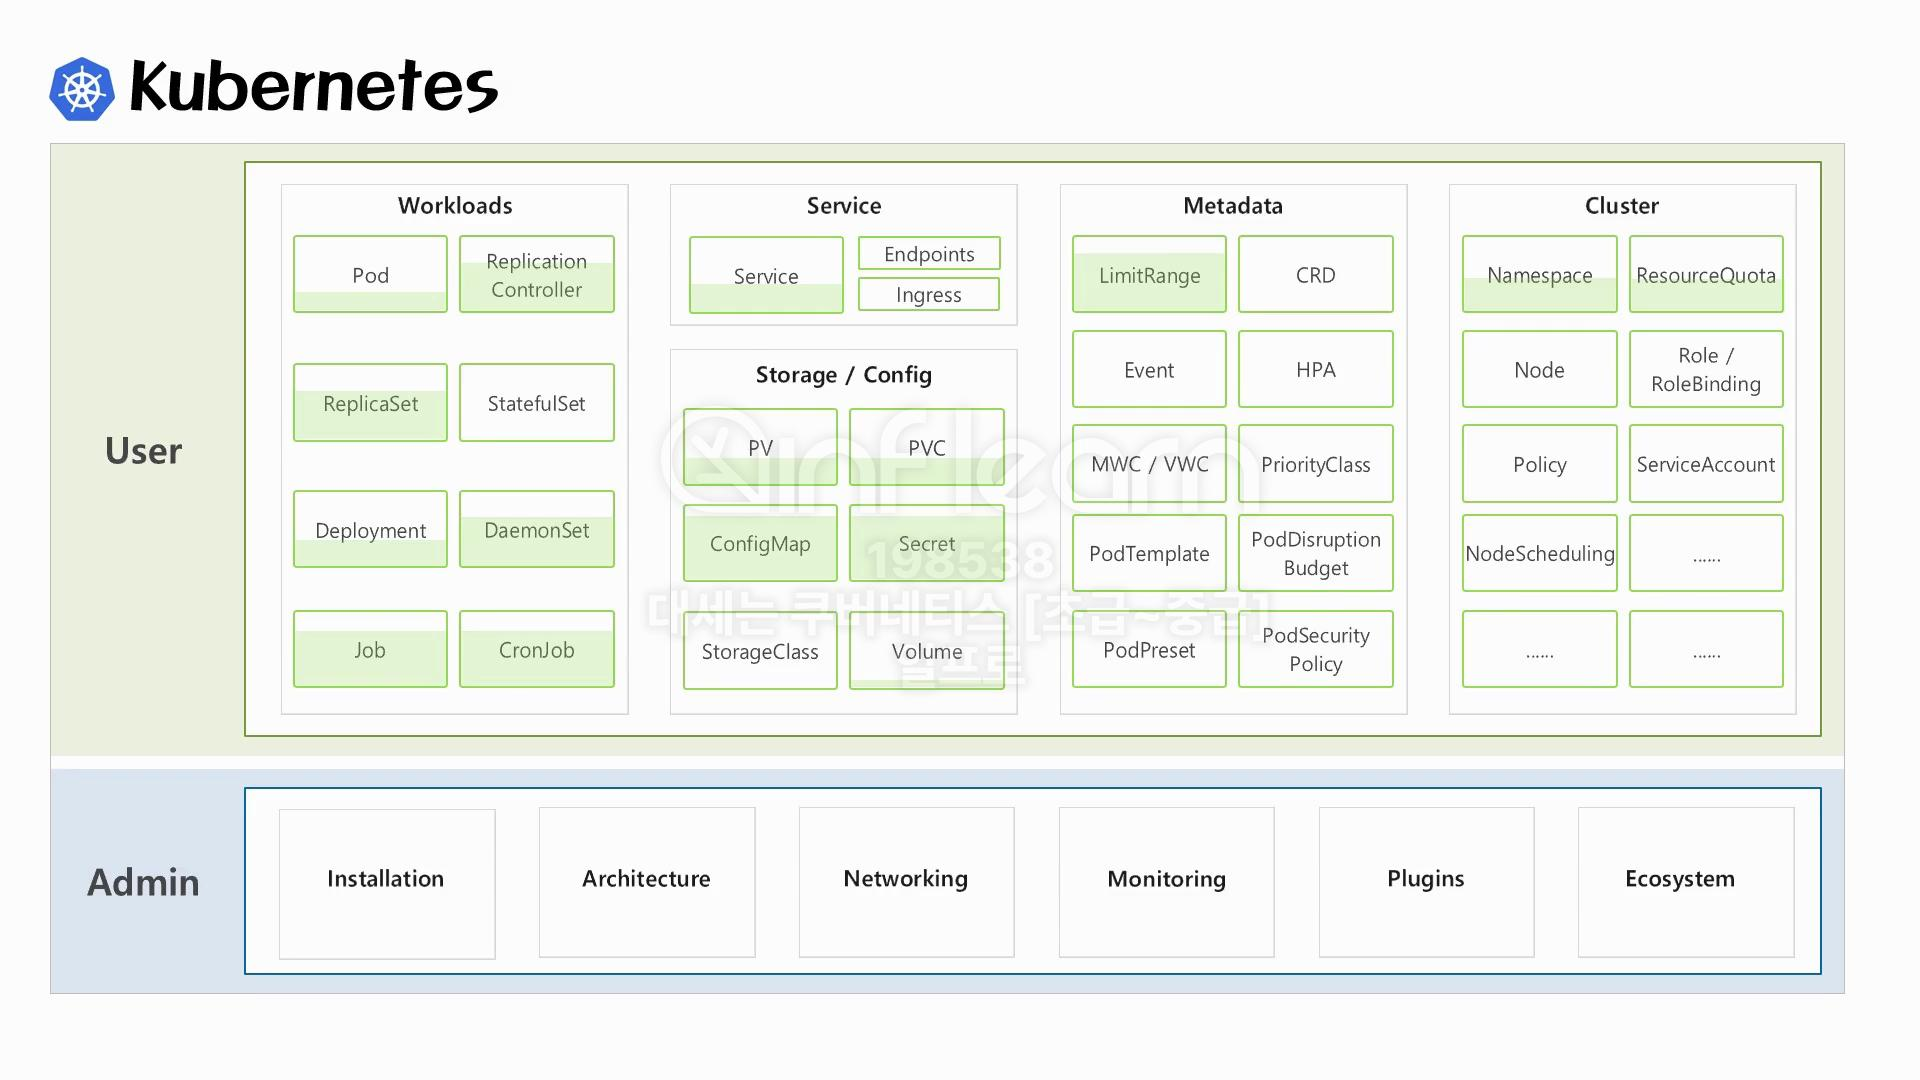 Kubernetes
User
Workloads
Pod
Replication
Controller
ReplicaSet
StatefulSet
Deployment
DaemonSet
Job
CronJob
Service
Service
Endpoints
Ingress
Storage / Config
PV
PVC
ConfigMap
Secret
StorageClass
Volume
Metadata
LimitRange
CRD
Event
HPA
MWC / VWC
PriorityClass
PodTemplate
PodDisruption
Budget
PodPreset
PodSecurity
Policy
Cluster
Namespace
ResourceQuota
Node
Role /
RoleBinding
Policy
ServiceAccount
NodeScheduling
......
......
......
inflearn
198538
대세는 쿠버네티스 [초급~중급]
일프로
Admin
Installation
Architecture
Networking
Monitoring
Plugins
Ecosystem